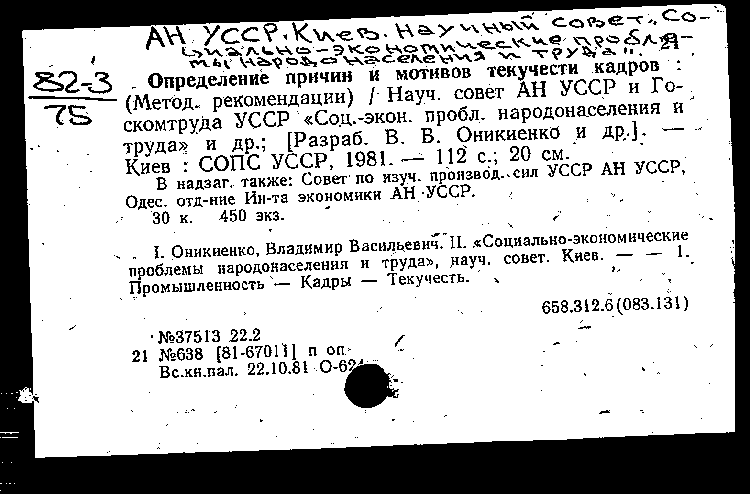 АН УССР. Киев. Научный совет „Со-
циально-экономические пробле-
мы народонаселения и труда".
21
82-3
75
Определение причин и мотивов текучести кадров :
(Метод. рекомендации) / Науч. совет АН УССР и Го-
скомтруда УССР «Соц.-экон. пробл. народонаселения и
труда» и др.; [Разраб. В. В. Оникиенко и др.]. —
Киев : СОПС УССР, 1981. — 112 с.; 20 см.
В надзаг. также: Совет по изуч. производ. сил УССР АН УССР,
Одес. отд-ние Ин-та экономики АН УССР.
30 к. 450 экз.
I. Оникиенко, Владимир Васильевич. II. «Социально-экономические
проблемы народонаселения и труда», науч. совет. Киев. — — 1.
Промышленность — Кадры — Текучесть.
658.312.6(083.131)
№37513 22.2
21 №638 [81-67011] п оп
Вс.кн.пал. 22.10.81 О-624